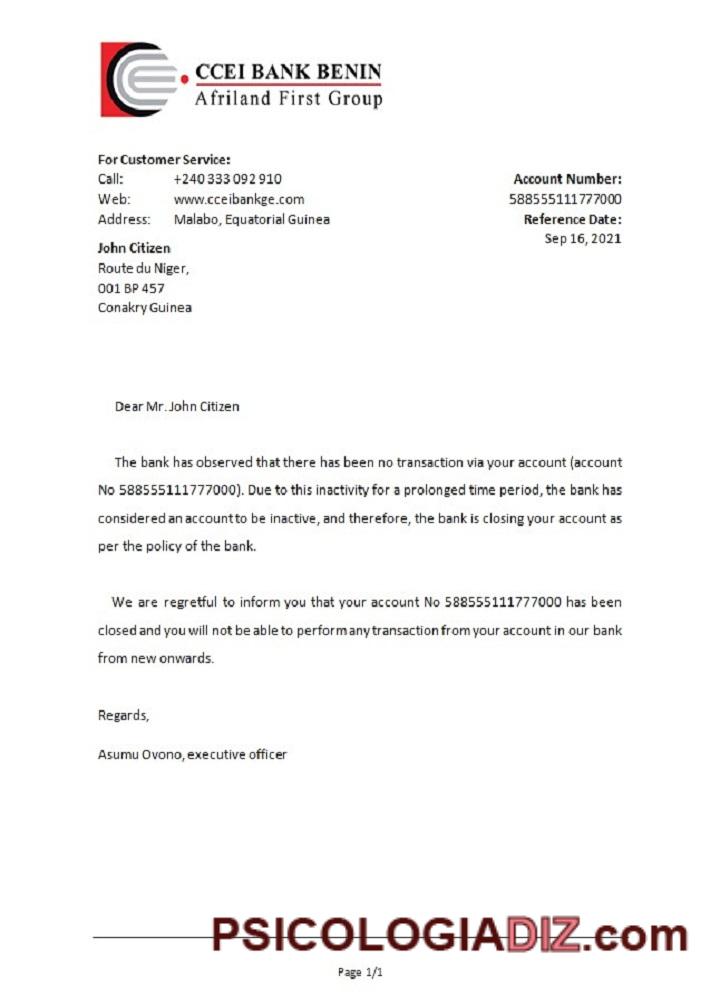 CCEI BANK BENIN
Afriland First Group
For Customer Service:
Call: +240 333 092 910
Web: www.cceibankge.com
Address: Malabo, Equatorial Guinea
Account Number:
588555111777000
Reference Date:
Sep 16, 2021
John Citizen
Route du Niger,
001 BP 457
Conakry Guinea
Dear Mr. John Citizen
The bank has observed that there has been no transaction via your account (account
No 588555111777000). Due to this inactivity for a prolonged time period, the bank has
considered an account to be inactive, and therefore, the bank is closing your account as
per the policy of the bank.
We are regretful to inform you that your account No 588555111777000 has been
closed and you will not be able to perform any transaction from your account in our bank
from new onwards.
Regards,
Asumu Ovono, executive officer
PSICOLOGIADIZ.com
Page 1/1